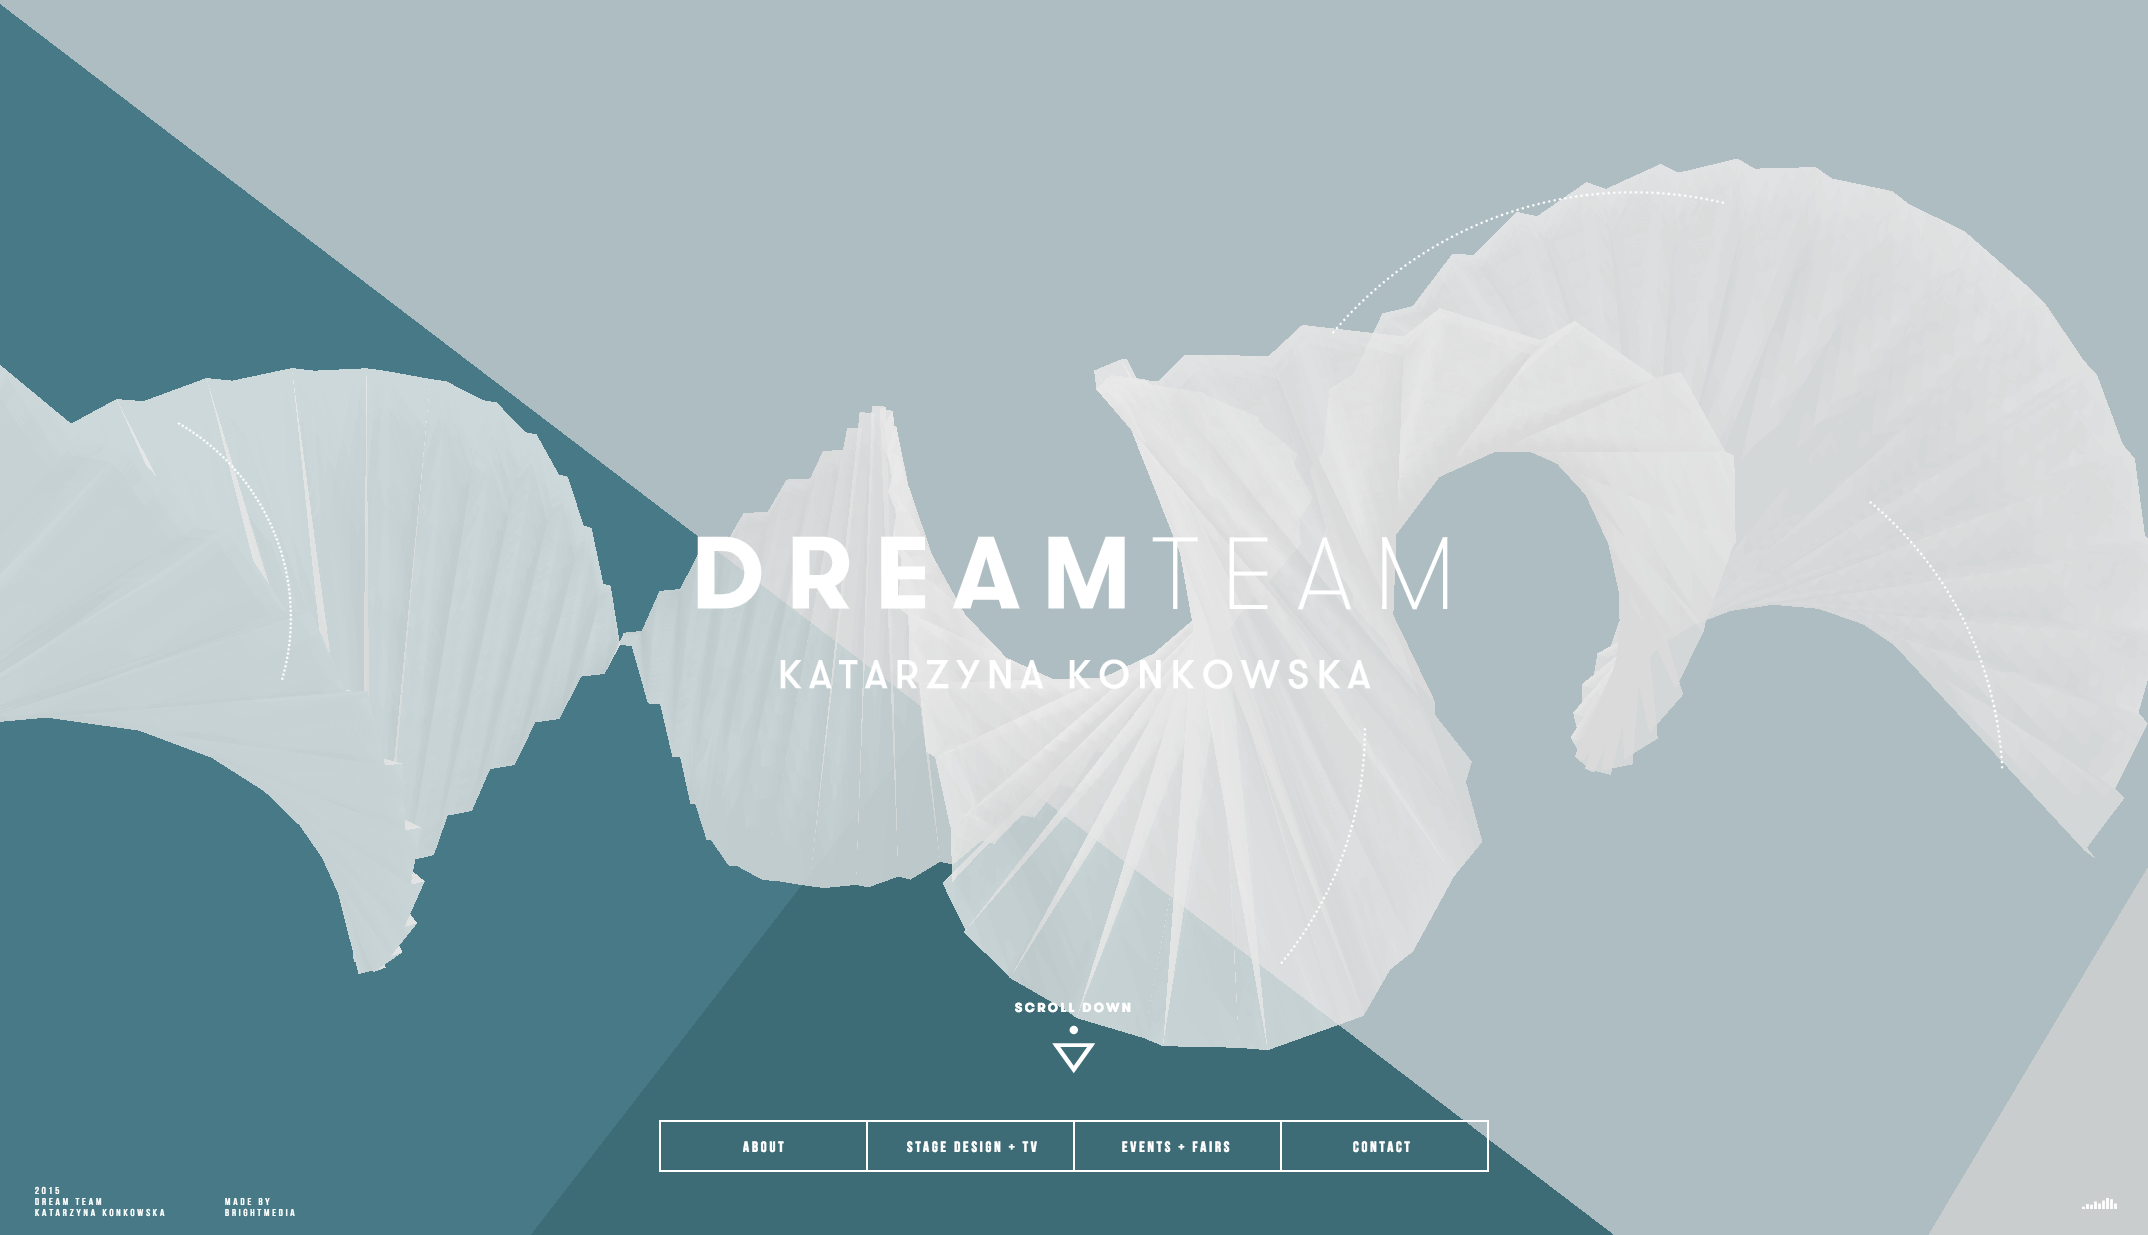 DREAMTEAM
KATARZYNA KONKOWSKA
SCROLL DOWN
ABOUT
STAGE DESIGN + TV
EVENTS + FAIRS
CONTACT
2015
DREAM TEAM
KATARZYNA KONKOWSKA
MADE BY
BRIGHTMEDIA